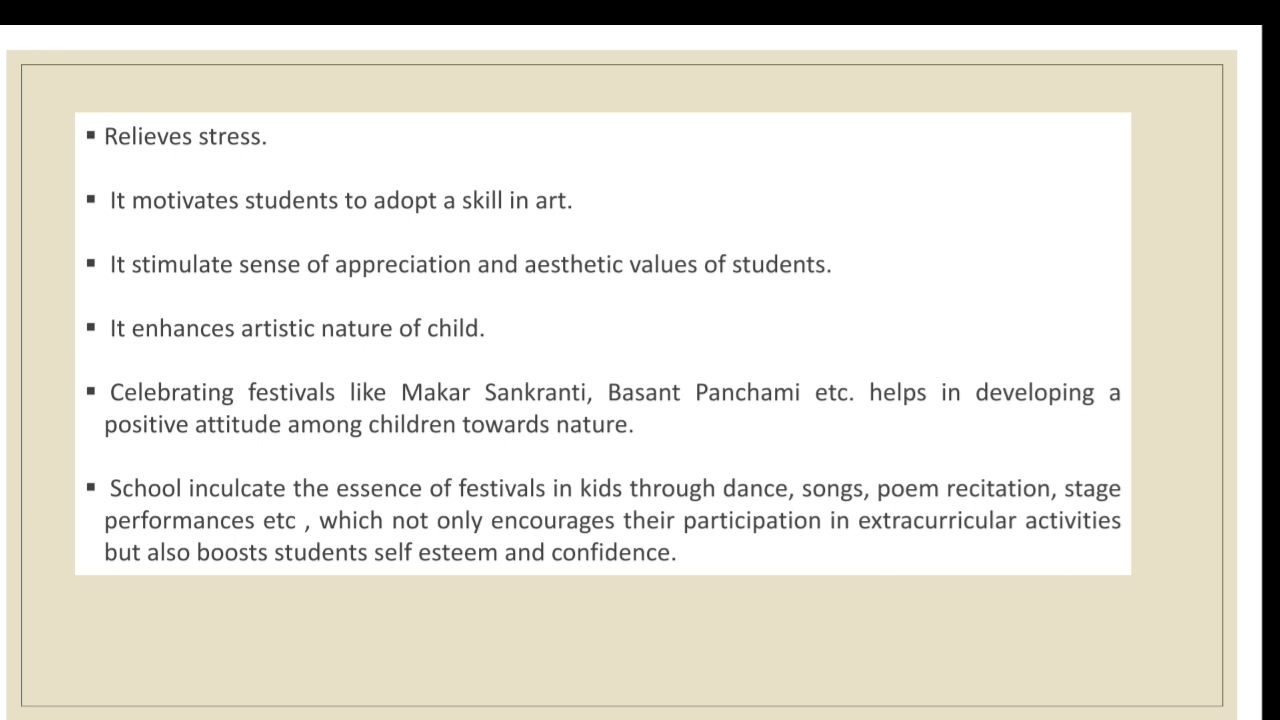 ▪ Relieves stress.
▪ It motivates students to adopt a skill in art.
▪ It stimulate sense of appreciation and aesthetic values of students.
▪ It enhances artistic nature of child.
▪ Celebrating festivals like Makar Sankranti, Basant Panchami etc. helps in developing a
positive attitude among children towards nature.
▪ School inculcate the essence of festivals in kids through dance, songs, poem recitation, stage
performances etc , which not only encourages their participation in extracurricular activities
but also boosts students self esteem and confidence.